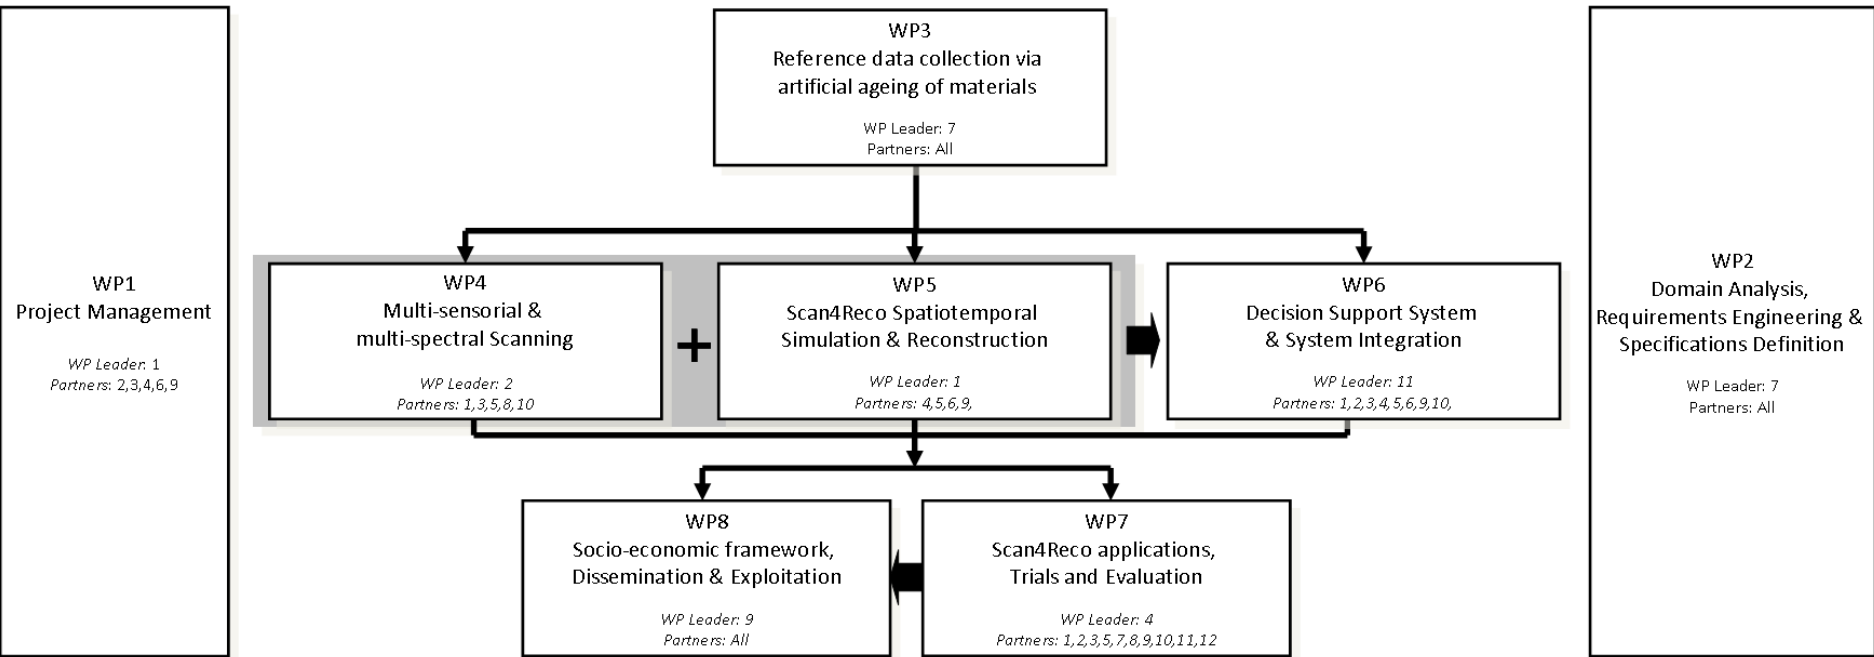 WP1
Project Management
WP Leader: 1
Partners: 2,3,4,6,9
WP3
Reference data collection via
artificial ageing of materials
WP Leader: 7
Partners: All
WP4
Multi-sensorial &
multi-spectral Scanning
WP Leader: 2
Partners: 1,3,5,8,10
+
WP5
Scan4Reco Spatiotemporal
Simulation & Reconstruction
WP Leader: 1
Partners: 4,5,6,9,
WP6
Decision Support System
& System Integration
WP Leader: 11
Partners: 1,2,3,4,5,6,9,10,
WP8
Socio-economic framework,
Dissemination & Exploitation
WP Leader: 9
Partners: All
WP7
Scan4Reco applications,
Trials and Evaluation
WP Leader: 4
Partners: 1,2,3,5,7,8,9,10,11,12
WP2
Domain Analysis,
Requirements Engineering &
Specifications Definition
WP Leader: 7
Partners: All